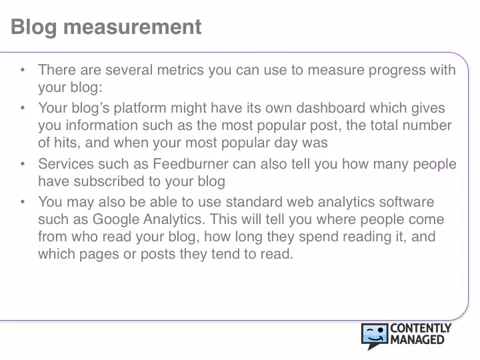 Blog measurement
• There are several metrics you can use to measure progress with
your blog:
• Your blog's platform might have its own dashboard which gives
you information such as the most popular post, the total number
of hits, and when your most popular day was
• Services such as Feedburner can also tell you how many people
have subscribed to your blog
• You may also be able to use standard web analytics software
such as Google Analytics. This will tell you where people come
from who read your blog, how long they spend reading it, and
which pages or posts they tend to read.
CONTENTLY
MANAGED